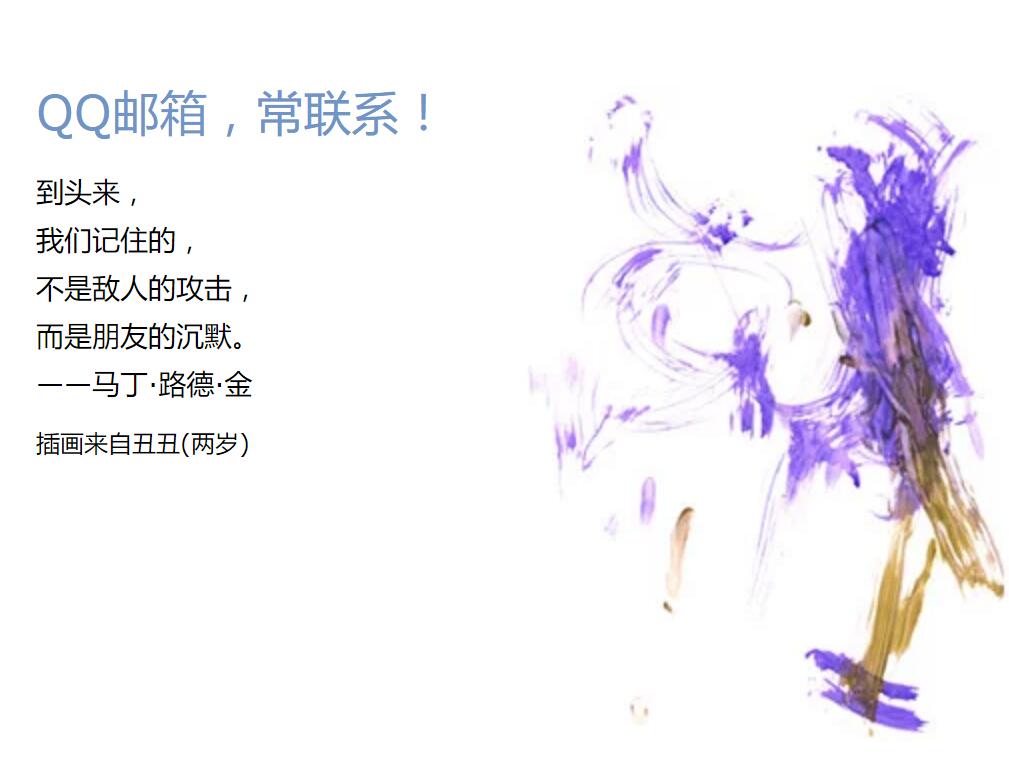 QQ邮箱，常联系！
到头来，
我们记住的，
不是敌人的攻击，
而是朋友的沉默。
——马丁·路德·金
插画来自丑丑(两岁)